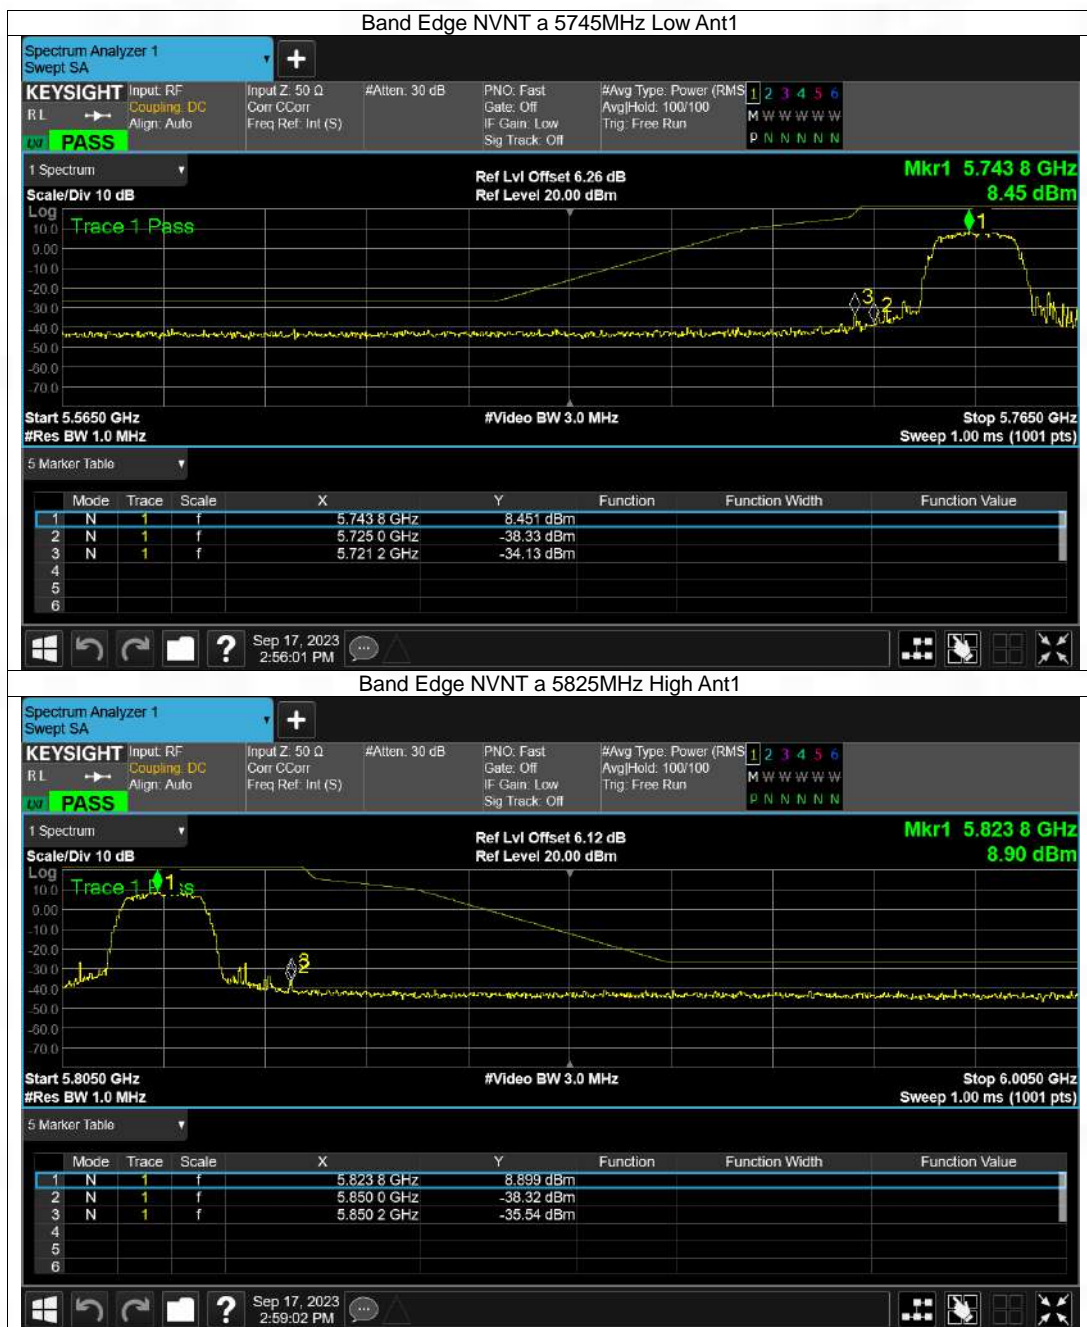 Band Edge NVNT a 5745MHz Low Ant1
Spectrum Analyzer 1
Swept SA
+
KEYSIGHT Input: RF Input Z: 50 Ω #Atten: 30 dB PNO: Fast #Avg Type: Power (RMS 1 2 3 4 5 6
RL Coupling: DC Corr CCorr Gate: Off Avg|Hold: 100/100 M W W W W W
Align: Auto Freq Ref: Int (S) IF Gain: Low Trig: Free Run
LXI PASS Sig Track: Off P N N N N N
1 Spectrum Ref Lvl Offset 6.26 dB Mkr1 5.743 8 GHz
Scale/Div 10 dB Ref Level 20.00 dBm 8.45 dBm
Log
Trace 1 Pass
10.0
0.00
-10.0
-20.0
-30.0
-40.0
-50.0
-60.0
-70.0
1
3
2
Start 5.5650 GHz #Video BW 3.0 MHz Stop 5.7650 GHz
#Res BW 1.0 MHz Sweep 1.00 ms (1001 pts)
5 Marker Table
Mode Trace Scale X Y Function Function Width Function Value
1 N 1 f 5.743 8 GHz 8.451 dBm
2 N 1 f 5.725 0 GHz -38.33 dBm
3 N 1 f 5.721 2 GHz -34.13 dBm
4
5
6
? Sep 17, 2023
2:56:01 PM
Band Edge NVNT a 5825MHz High Ant1
Spectrum Analyzer 1
Swept SA
+
KEYSIGHT Input: RF Input Z: 50 Ω #Atten: 30 dB PNO: Fast #Avg Type: Power (RMS 1 2 3 4 5 6
RL Coupling: DC Corr CCorr Gate: Off Avg|Hold: 100/100 M W W W W W
Align: Auto Freq Ref: Int (S) IF Gain: Low Trig: Free Run
LXI PASS Sig Track: Off P N N N N N
1 Spectrum Ref Lvl Offset 6.12 dB Mkr1 5.823 8 GHz
Scale/Div 10 dB Ref Level 20.00 dBm 8.90 dBm
Log
Trace 1 Pass
10.0
0.00
-10.0
-20.0
-30.0
-40.0
-50.0
-60.0
-70.0
1
3
2
Start 5.8050 GHz #Video BW 3.0 MHz Stop 6.0050 GHz
#Res BW 1.0 MHz Sweep 1.00 ms (1001 pts)
5 Marker Table
Mode Trace Scale X Y Function Function Width Function Value
1 N 1 f 5.823 8 GHz 8.899 dBm
2 N 1 f 5.850 0 GHz -38.32 dBm
3 N 1 f 5.850 2 GHz -35.54 dBm
4
5
6
? Sep 17, 2023
2:59:02 PM